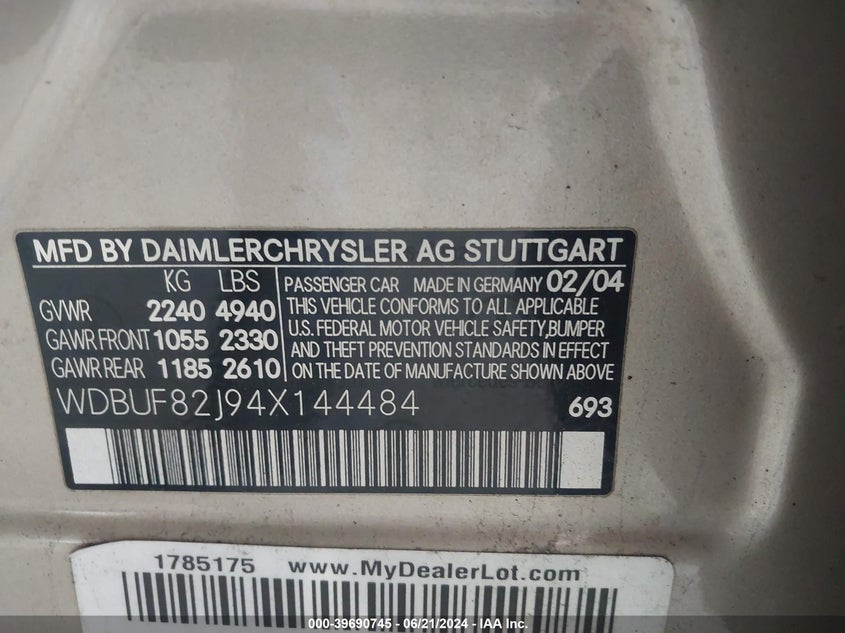 MFD BY DAIMLERCHRYSLER AG STUTTGART
KG LBS
GVWR 2240 4940
GAWR FRONT 1055 2330
GAWR REAR 1185 2610
PASSENGER CAR MADE IN GERMANY 02/04
THIS VEHICLE CONFORMS TO ALL APPLICABLE
U.S. FEDERAL MOTOR VEHICLE SAFETY,BUMPER
AND THEFT PREVENTION STANDARDS IN EFFECT
ON THE DATE OF MANUFACTURE SHOWN ABOVE
WDBUF82J94X144484 693
1785175 www.MyDealerLot.com
000-39690745 - 06/21/2024 - IAA Inc.